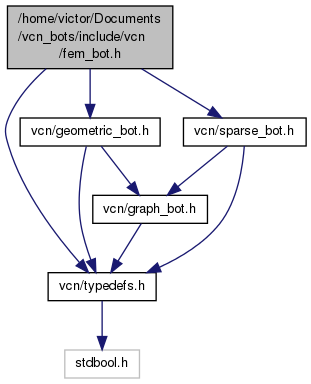 /home/victor/Documents
/vcn_bots/include/vcn
/fem_bot.h
vcn/geometric_bot.h
vcn/sparse_bot.h
vcn/graph_bot.h
vcn/typedefs.h
stdbool.h